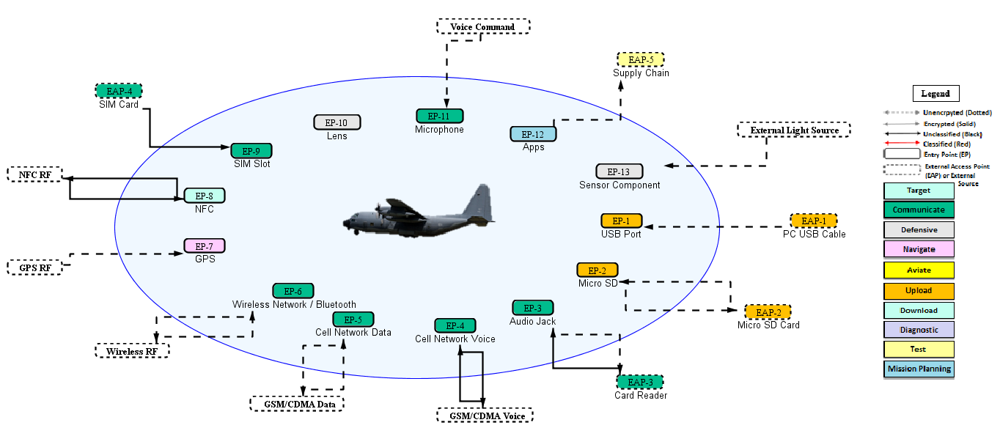 Voice Command
EAP-5
Supply Chain
EAP-4
SIM Card
EP-10
Lens
EP-11
Microphone
EP-12
Apps
External Light Source
EP-9
SIM Slot
NFC RF
EP-8
NFC
EP-13
Sensor Component
EP-1
USB Port
EAP-1
PC USB Cable
EP-7
GPS
GPS RF
EP-2
Micro SD
EP-6
Wireless Network / Bluetooth
EP-5
Cell Network Data
EP-4
Cell Network Voice
EP-3
Audio Jack
EAP-2
Micro SD Card
Wireless RF
EAP-3
Card Reader
GSM/CDMA Data
GSM/CDMA Voice
Legend
Unencrpyted (Dotted)
Encrypted (Solid)
Unclassified (Black)
Classified (Red)
Entry Point (EP)
External Access Point
(EAP) or External
Source
Target
Communicate
Defensive
Navigate
Aviate
Upload
Download
Diagnostic
Test
Mission Planning